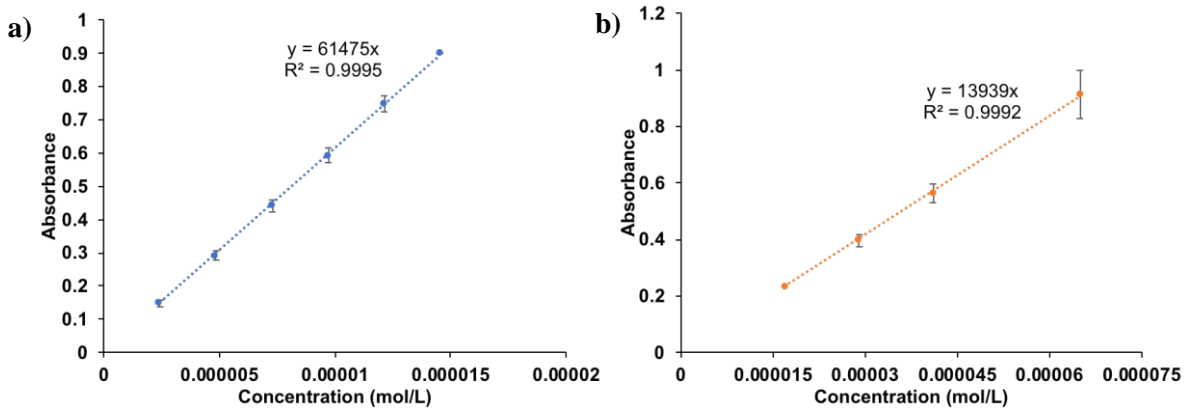 a)
Absorbance
1
0.9
0.8
0.7
0.6
0.5
0.4
0.3
0.2
0.1
0
y = 61475x
R² = 0.9995
0 0.000005 0.00001 0.000015 0.00002
Concentration (mol/L)
b)
Absorbance
1.2
1
0.8
0.6
0.4
0.2
0
y = 13939x
R² = 0.9992
0 0.000015 0.00003 0.000045 0.00006 0.000075
Concentration (mol/L)